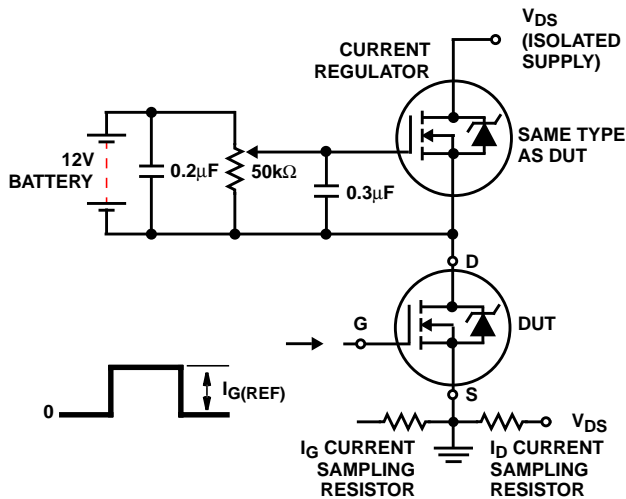 V_DS
(ISOLATED
SUPPLY)
CURRENT
REGULATOR
SAME TYPE
AS DUT
12V
BATTERY
0.2μF
50kΩ
0.3μF
D
DUT
G
I_G(REF)
0
S
V_DS
I_G CURRENT
SAMPLING
RESISTOR
I_D CURRENT
SAMPLING
RESISTOR